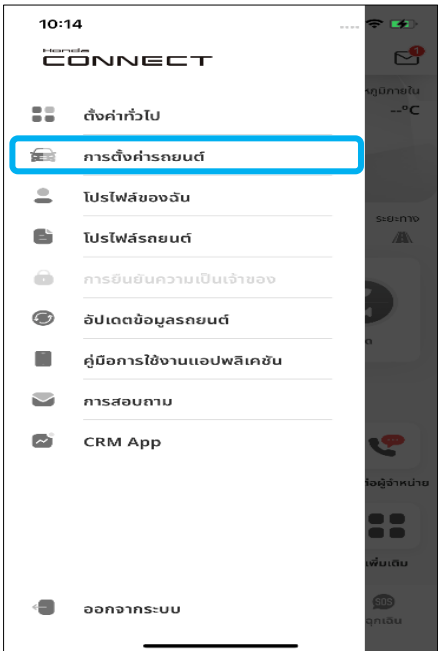 10:14
Honda
CONNECT
1
ตั้งค่าทั่วไป
การตั้งค่ารถยนต์
โปรไฟล์ของฉัน
โปรไฟล์รถยนต์
การยืนยันความเป็นเจ้าของ
อัปเดตข้อมูลรถยนต์
คู่มือการใช้งานแอปพลิเคชัน
การสอบถาม
CRM App
ออกจากระบบ
--°C
ระยะทาง
เพิ่มเติม
SOS
ฉุกเฉิน